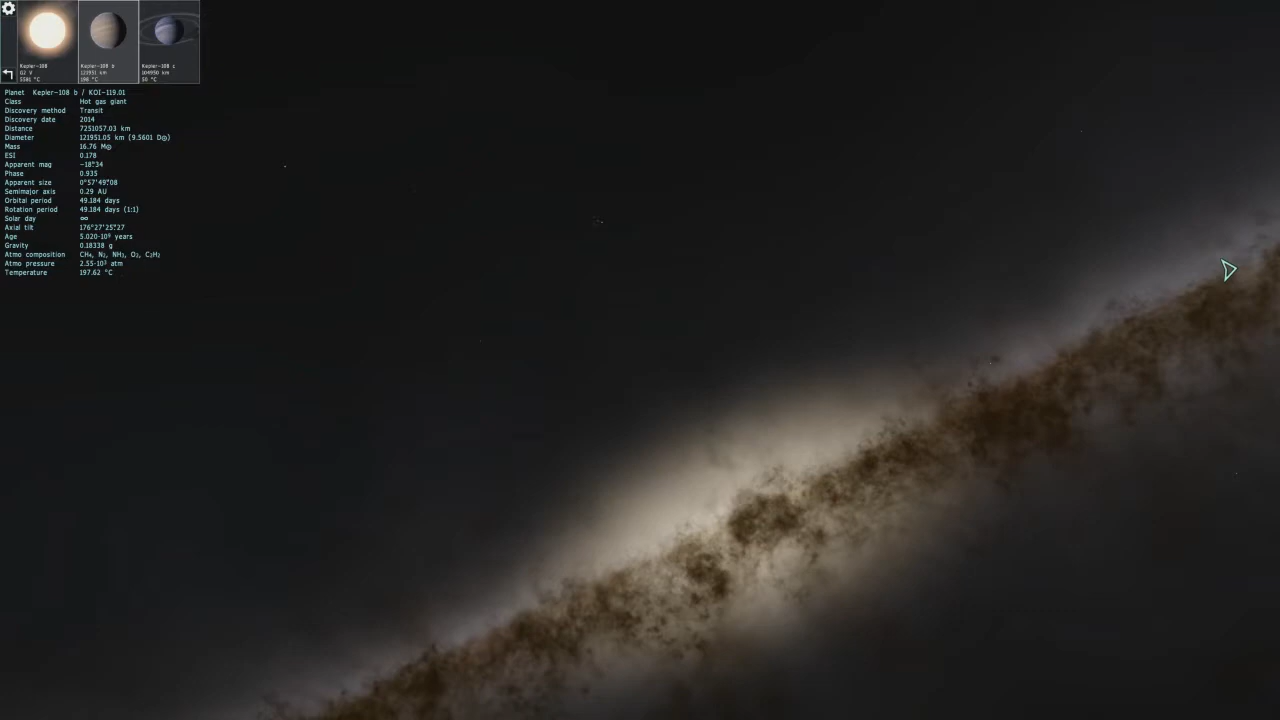 Kepler-108
G2 V
5581 °C
Kepler-108 b
121951 km
198 °C
Kepler-108 c
104930 km
50 °C
Planet Kepler-108 b / KOI-119.01
Class Hot gas giant
Discovery method Transit
Discovery date 2014
Distance 7251057.03 km
Diameter 121951.05 km (9.5601 D⊕)
Mass 16.76 M⊕
ESI 0.178
Apparent mag -18ᵐ34
Phase 0.935
Apparent size 0°57'49"08
Semimajor axis 0.29 AU
Orbital period 49.184 days
Rotation period 49.184 days (1:1)
Solar day ∞
Axial tilt 176°27'25"27
Age 5.020·10⁹ years
Gravity 0.18338 g
Atmo composition CH₄, N₂, NH₃, O₂, C₂H₂
Atmo pressure 2.55·10³ atm
Temperature 197.62 °C